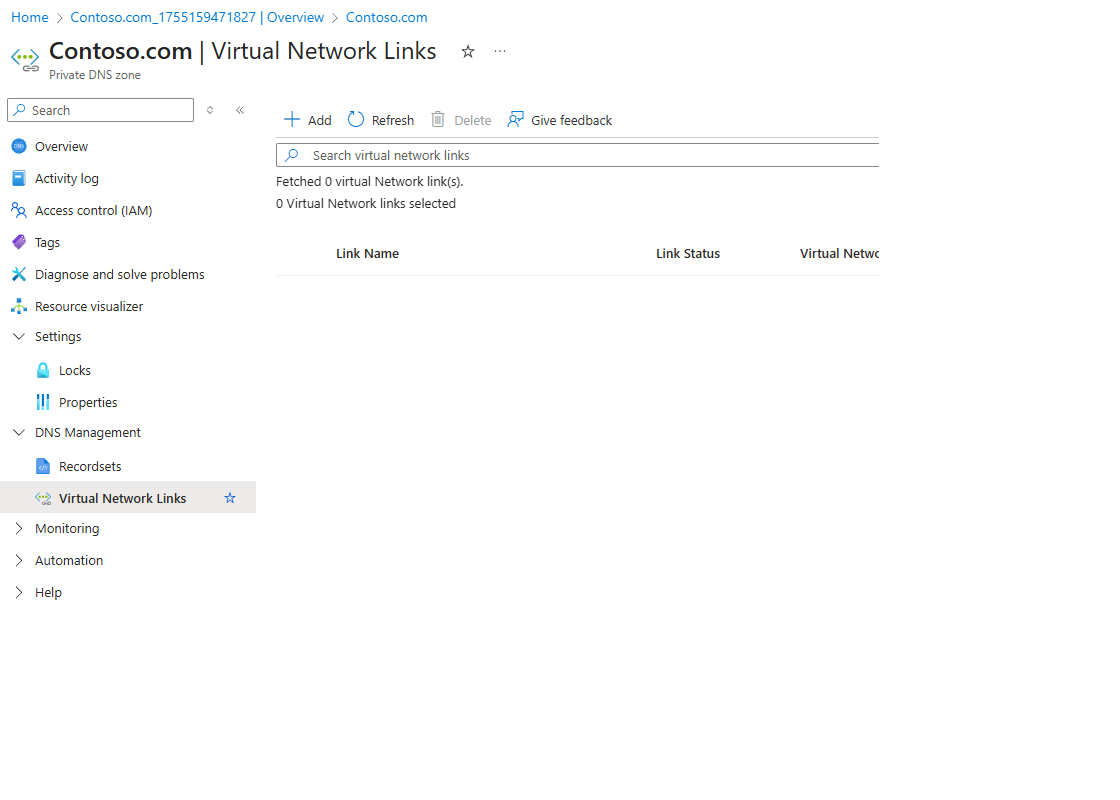 Home > Contoso.com_1755159471827 | Overview > Contoso.com
Contoso.com | Virtual Network Links
Private DNS zone
Search
Overview
Activity log
Access control (IAM)
Tags
Diagnose and solve problems
Resource visualizer
Settings
Locks
Properties
DNS Management
Recordsets
Virtual Network Links
Monitoring
Automation
Help
Add Refresh Delete Give feedback
Search virtual network links
Fetched 0 virtual Network link(s).
0 Virtual Network links selected
Link Name Link Status Virtual Netwo